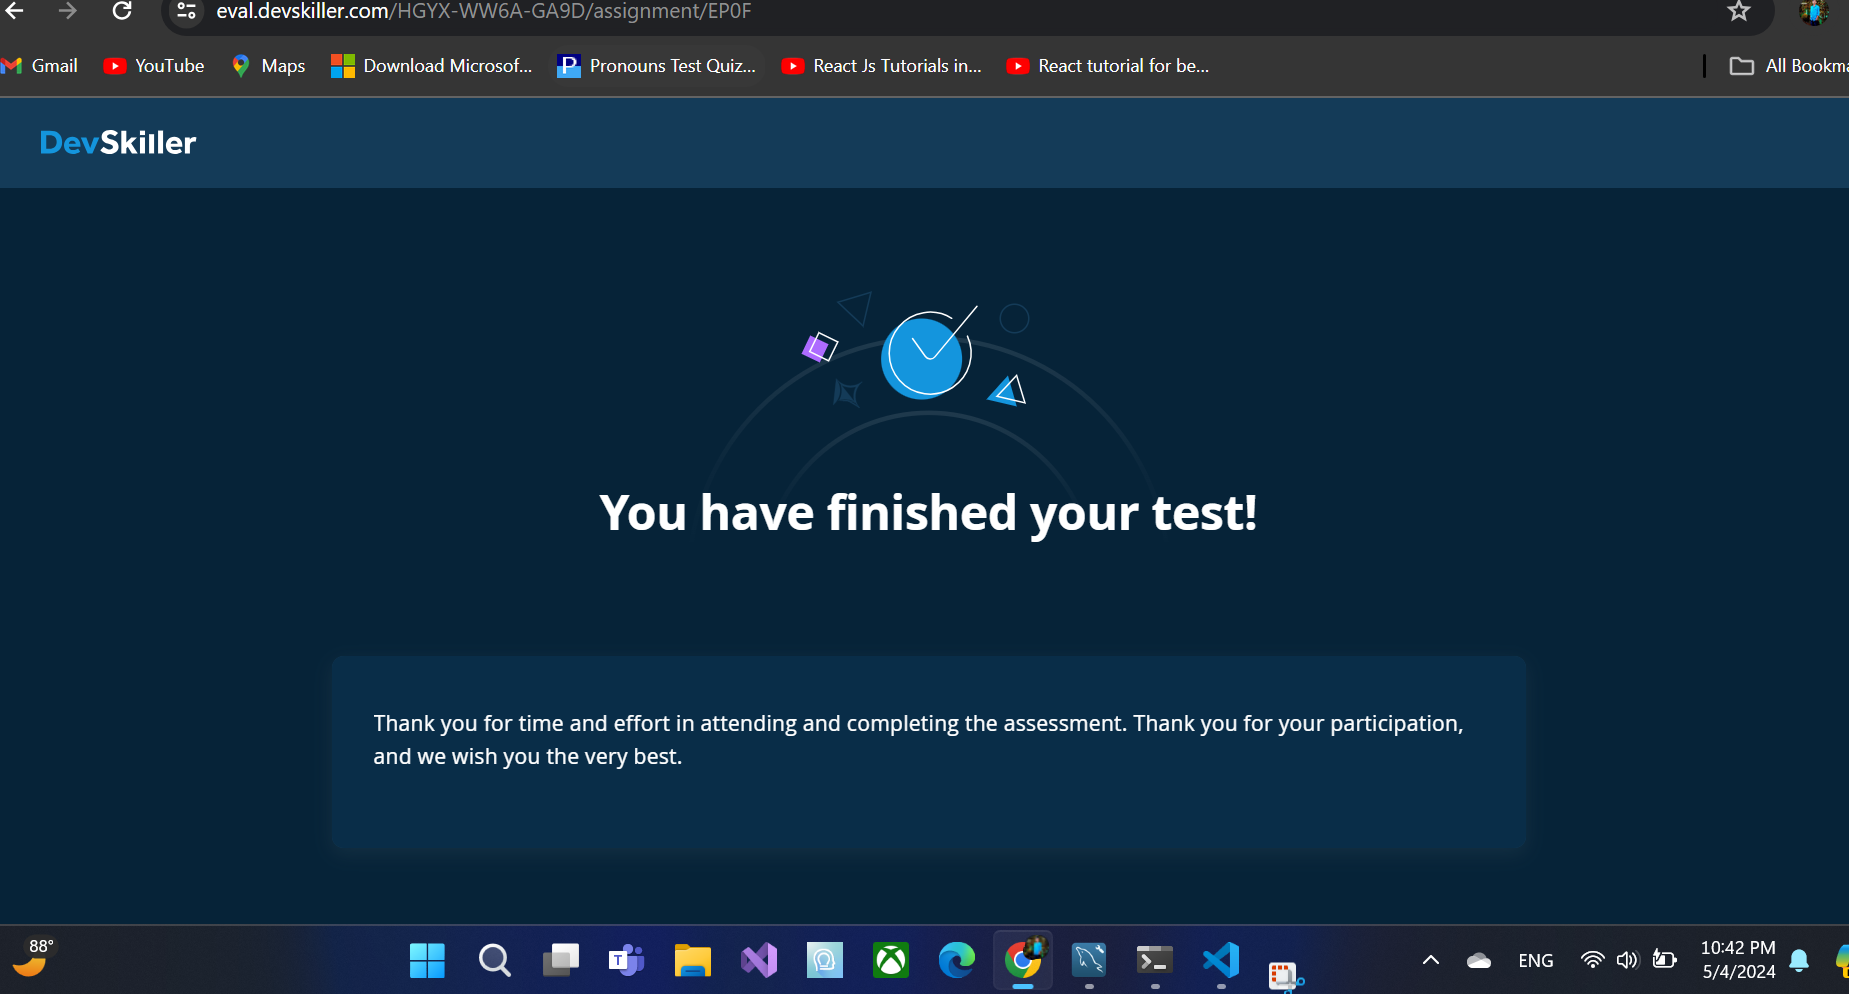 eval.devskiller.com/HGYX-WW6A-GA9D/assignment/EP0F
Gmail YouTube Maps Download Microsof... P Pronouns Test Quiz... React Js Tutorials in... React tutorial for be... All Bookma
DevSkiller
You have finished your test!
Thank you for time and effort in attending and completing the assessment. Thank you for your participation,
and we wish you the very best.
88°
T
ENG
10:42 PM
5/4/2024